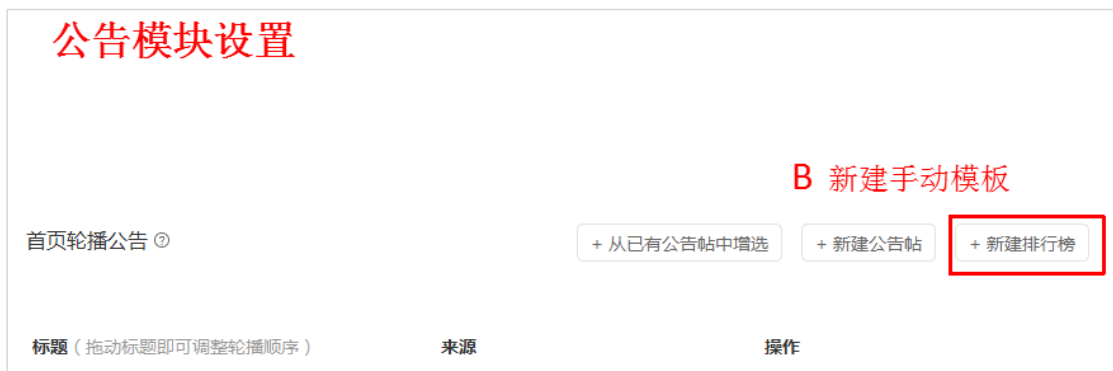 公告模块设置
B 新建手动模板
首页轮播公告 ?
+ 从已有公告帖中增选 + 新建公告帖 + 新建排行榜
标题（拖动标题即可调整轮播顺序） 来源 操作